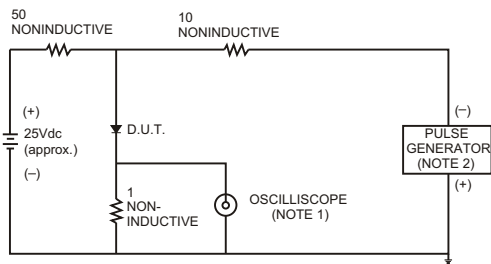 50
NONINDUCTIVE
10
NONINDUCTIVE
(+)
25Vdc
(approx.)
(–)
D.U.T.
1
NON-
INDUCTIVE
OSCILLISCOPE
(NOTE 1)
(–)
PULSE
GENERATOR
(NOTE 2)
(+)